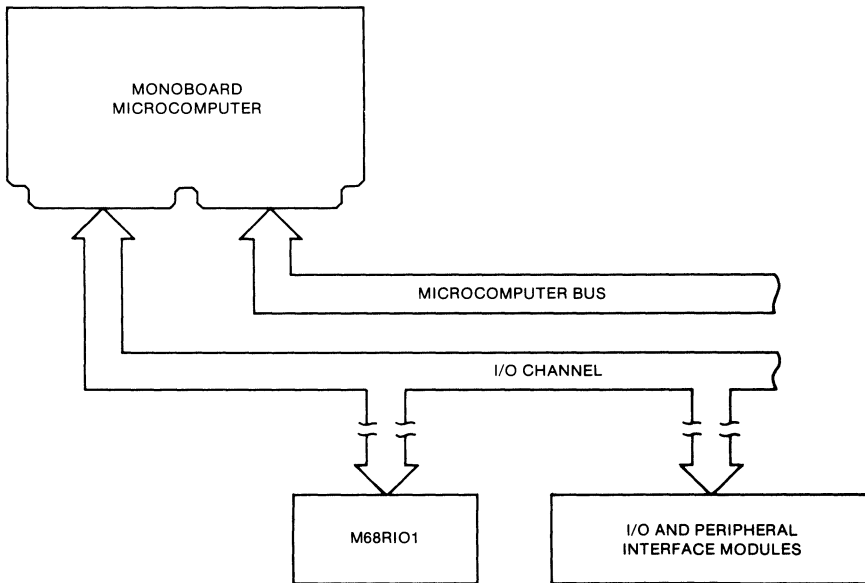 MONOBOARD
MICROCOMPUTER
MICROCOMPUTER BUS
I/O CHANNEL
M68RIO1
I/O AND PERIPHERAL
INTERFACE MODULES